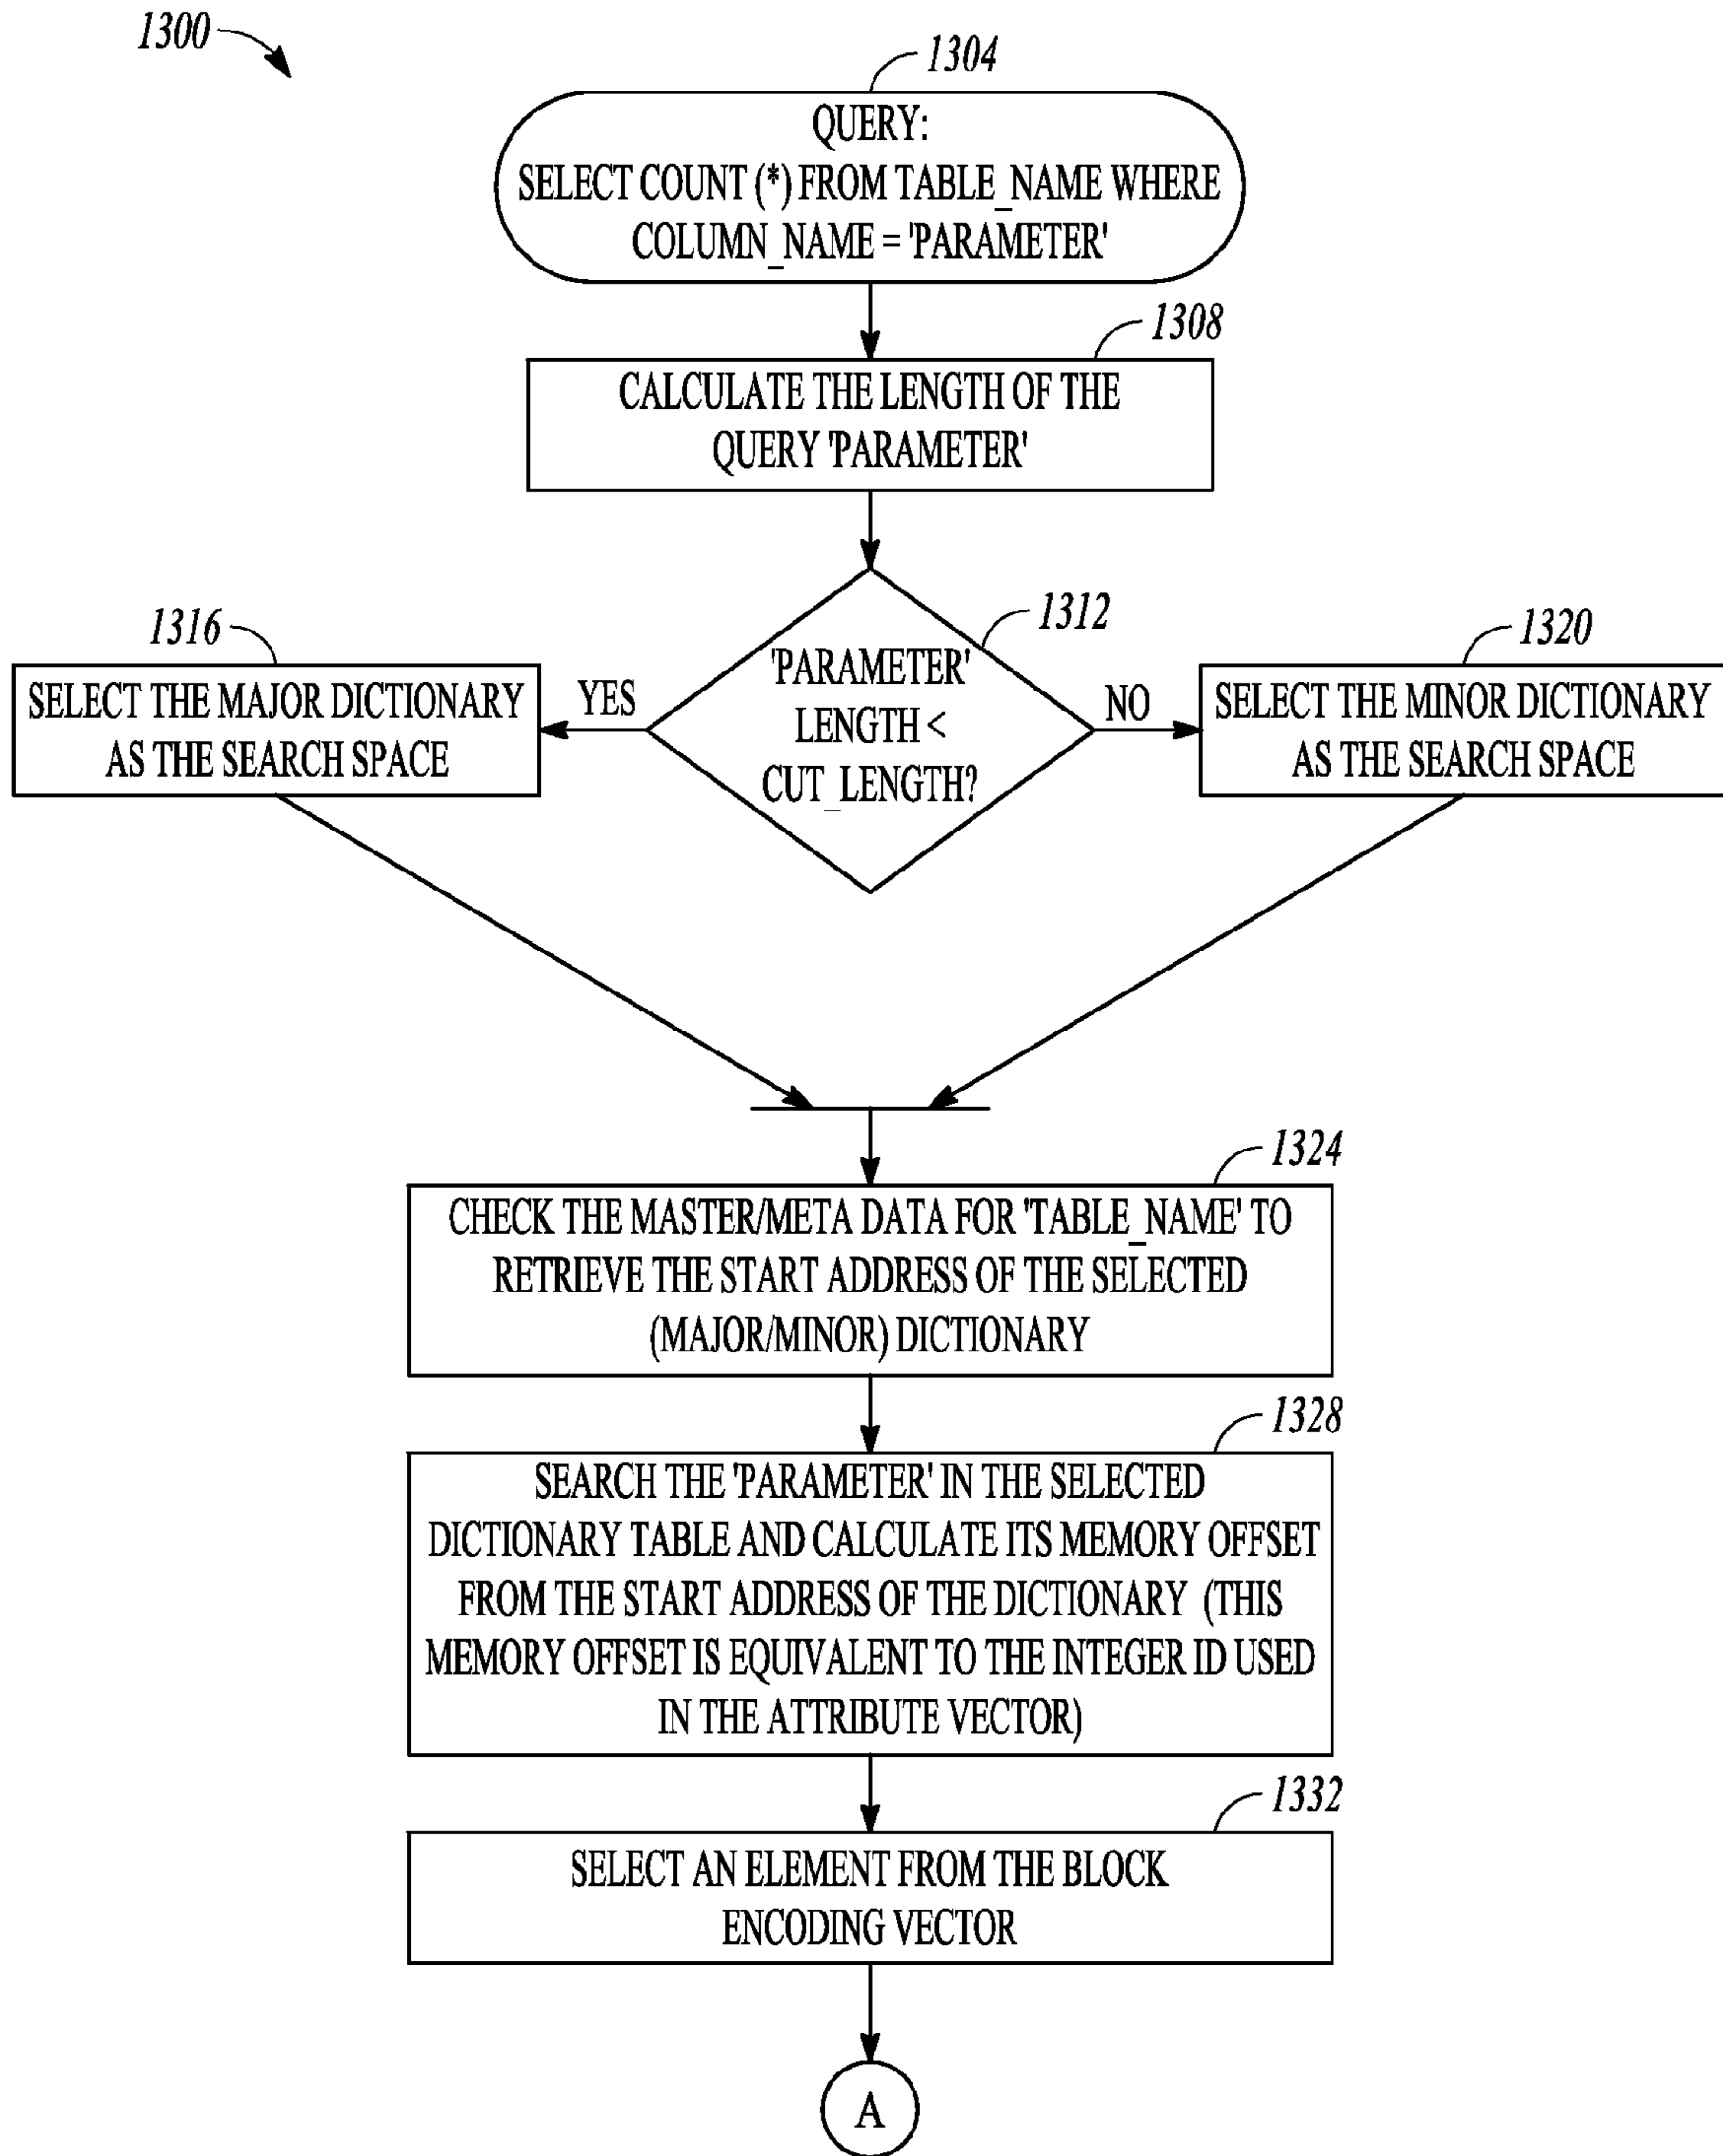 1300
1304
QUERY:
SELECT COUNT (*) FROM TABLE_NAME WHERE
COLUMN_NAME = 'PARAMETER'
1308
CALCULATE THE LENGTH OF THE
QUERY 'PARAMETER'
1312
'PARAMETER'
LENGTH <
CUT_LENGTH?
YES
NO
1316
SELECT THE MAJOR DICTIONARY
AS THE SEARCH SPACE
1320
SELECT THE MINOR DICTIONARY
AS THE SEARCH SPACE
1324
CHECK THE MASTER/META DATA FOR 'TABLE_NAME' TO
RETRIEVE THE START ADDRESS OF THE SELECTED
(MAJOR/MINOR) DICTIONARY
1328
SEARCH THE 'PARAMETER' IN THE SELECTED
DICTIONARY TABLE AND CALCULATE ITS MEMORY OFFSET
FROM THE START ADDRESS OF THE DICTIONARY (THIS
MEMORY OFFSET IS EQUIVALENT TO THE INTEGER ID USED
IN THE ATTRIBUTE VECTOR)
1332
SELECT AN ELEMENT FROM THE BLOCK
ENCODING VECTOR
A